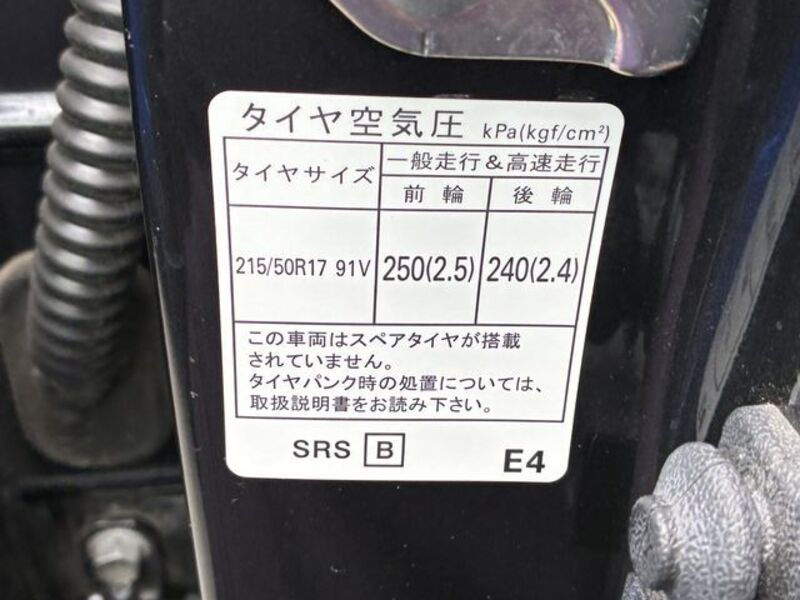 タイヤ空気圧 kPa(kgf/cm²)
タイヤサイズ 一般走行&高速走行
前輪 後輪
215/50R17 91V 250(2.5) 240(2.4)
この車両はスペアタイヤが搭載
されていません。
タイヤパンク時の処置については、
取扱説明書をお読み下さい。
SRS B E4